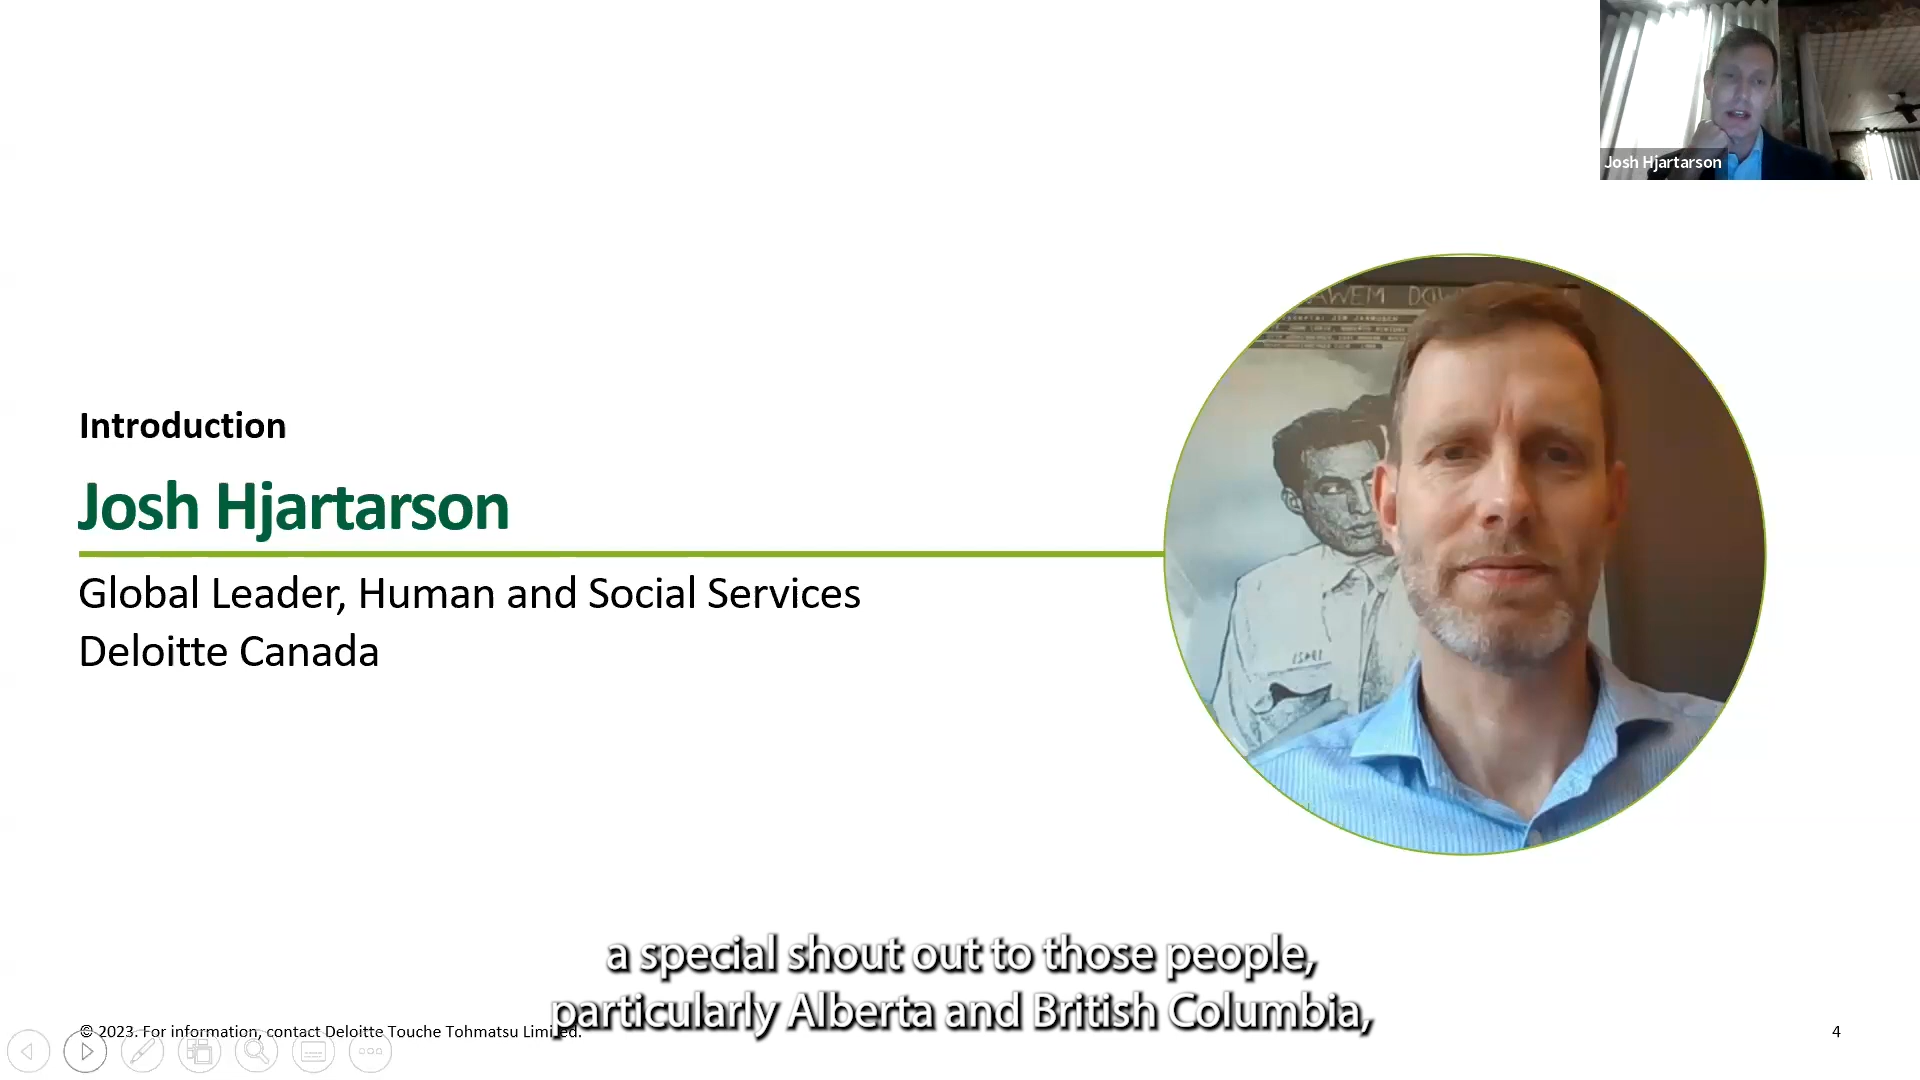 Josh Hjartarson
Introduction
Josh Hjartarson
Global Leader, Human and Social Services
Deloitte Canada
a special shout out to those people,
particularly Alberta and British Columbia,
© 2023. For information, contact Deloitte Touche Tohmatsu Limited.
4